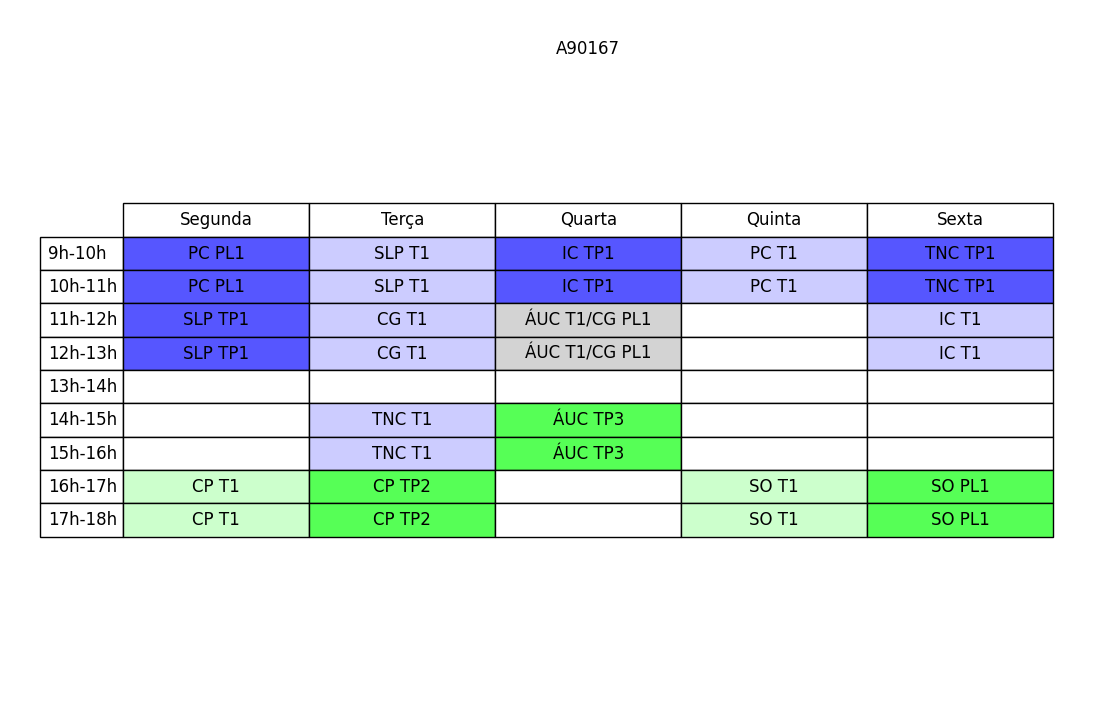 A90167
Segunda Terça Quarta Quinta Sexta
9h-10h PC PL1 SLP T1 IC TP1 PC T1 TNC TP1
10h-11h PC PL1 SLP T1 IC TP1 PC T1 TNC TP1
11h-12h SLP TP1 CG T1 ÁUC T1/CG PL1 IC T1
12h-13h SLP TP1 CG T1 ÁUC T1/CG PL1 IC T1
13h-14h
14h-15h TNC T1 ÁUC TP3
15h-16h TNC T1 ÁUC TP3
16h-17h CP T1 CP TP2 SO T1 SO PL1
17h-18h CP T1 CP TP2 SO T1 SO PL1